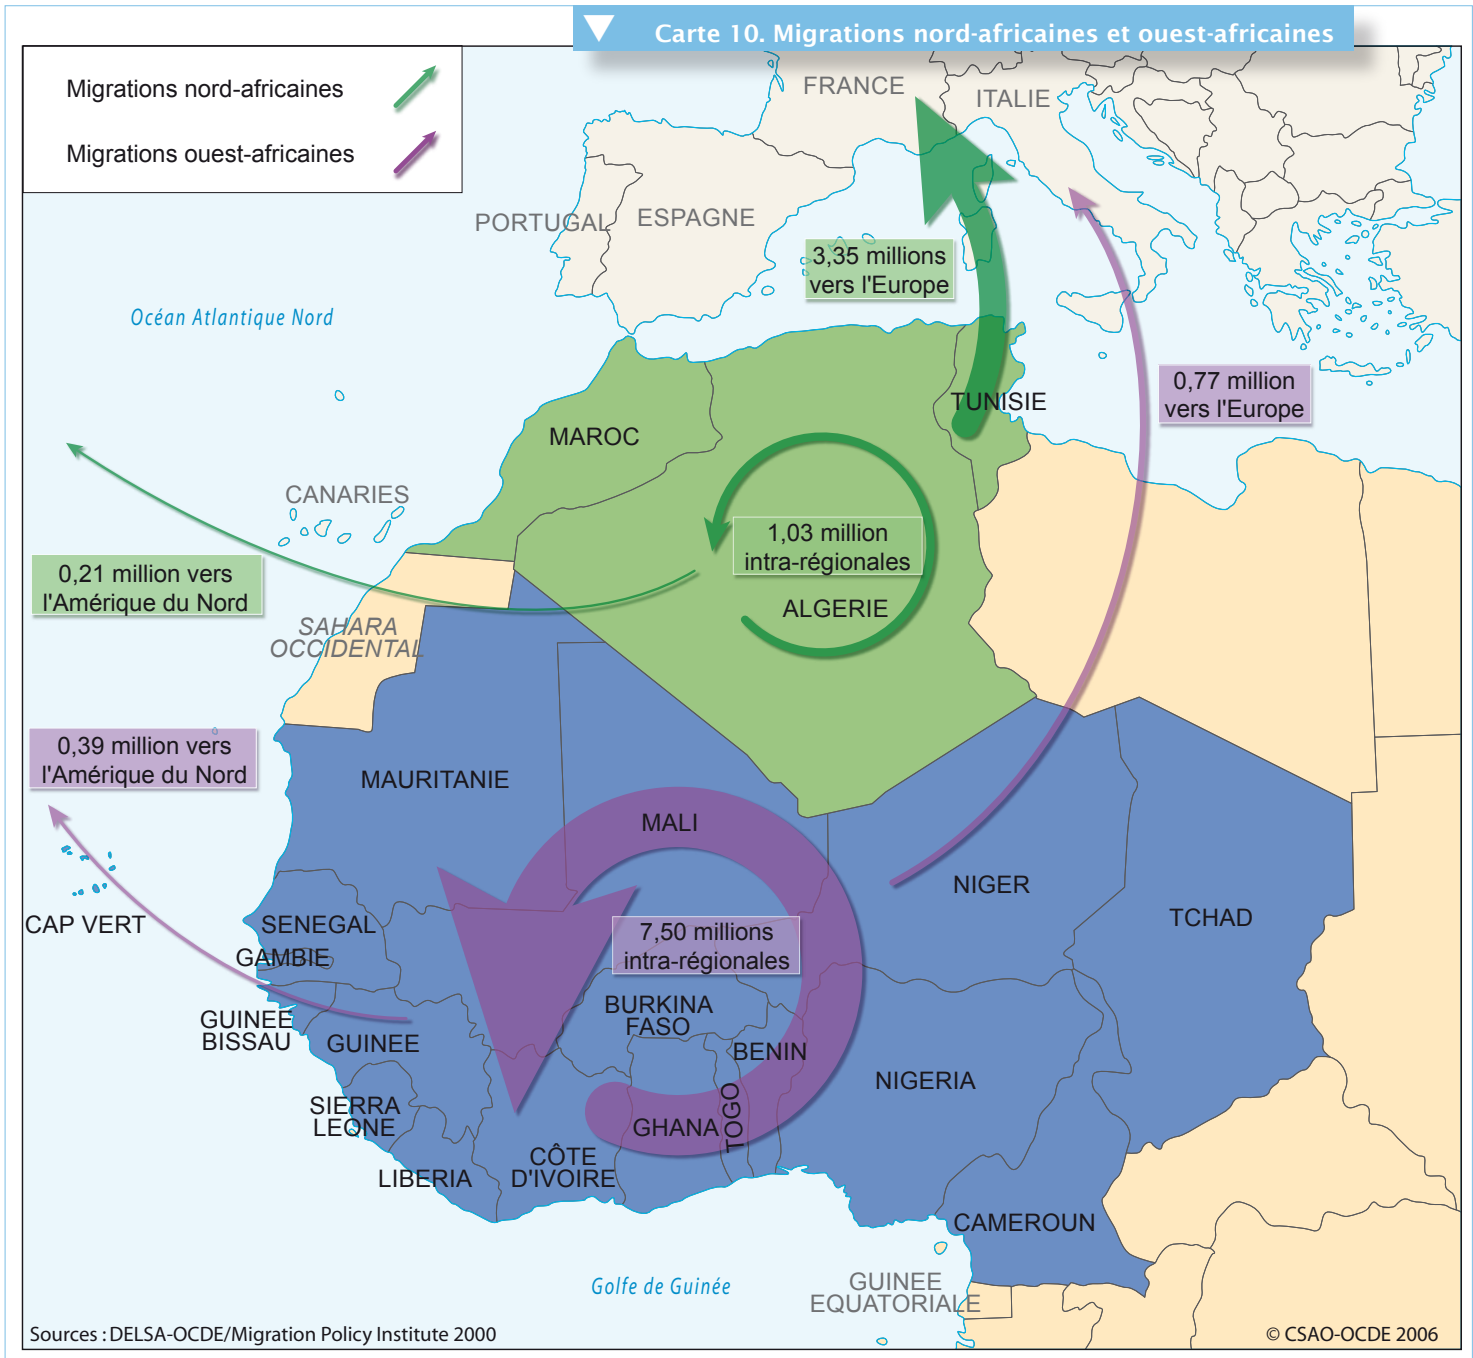 Carte 10. Migrations nord-africaines et ouest-africaines
Migrations nord-africaines
Migrations ouest-africaines
FRANCE
ITALIE
PORTUGAL
ESPAGNE
3,35 millions
vers l'Europe
Océan Atlantique Nord
0,77 million
vers l'Europe
TUNISIE
MAROC
CANARIES
1,03 million
intra-régionales
0,21 million vers
l'Amérique du Nord
ALGERIE
SAHARA
OCCIDENTAL
0,39 million vers
l'Amérique du Nord
MAURITANIE
MALI
NIGER
TCHAD
CAP VERT
SENEGAL
7,50 millions
intra-régionales
GAMBIE
GUINEE
BISSAU
GUINEE
BURKINA
FASO
BENIN
NIGERIA
SIERRA
LEONE
GHANA
TOGO
LIBERIA
CÔTE
D'IVOIRE
CAMEROUN
Golfe de Guinée
GUINEE
EQUATORIALE
Sources : DELSA-OCDE/Migration Policy Institute 2000
© CSAO-OCDE 2006